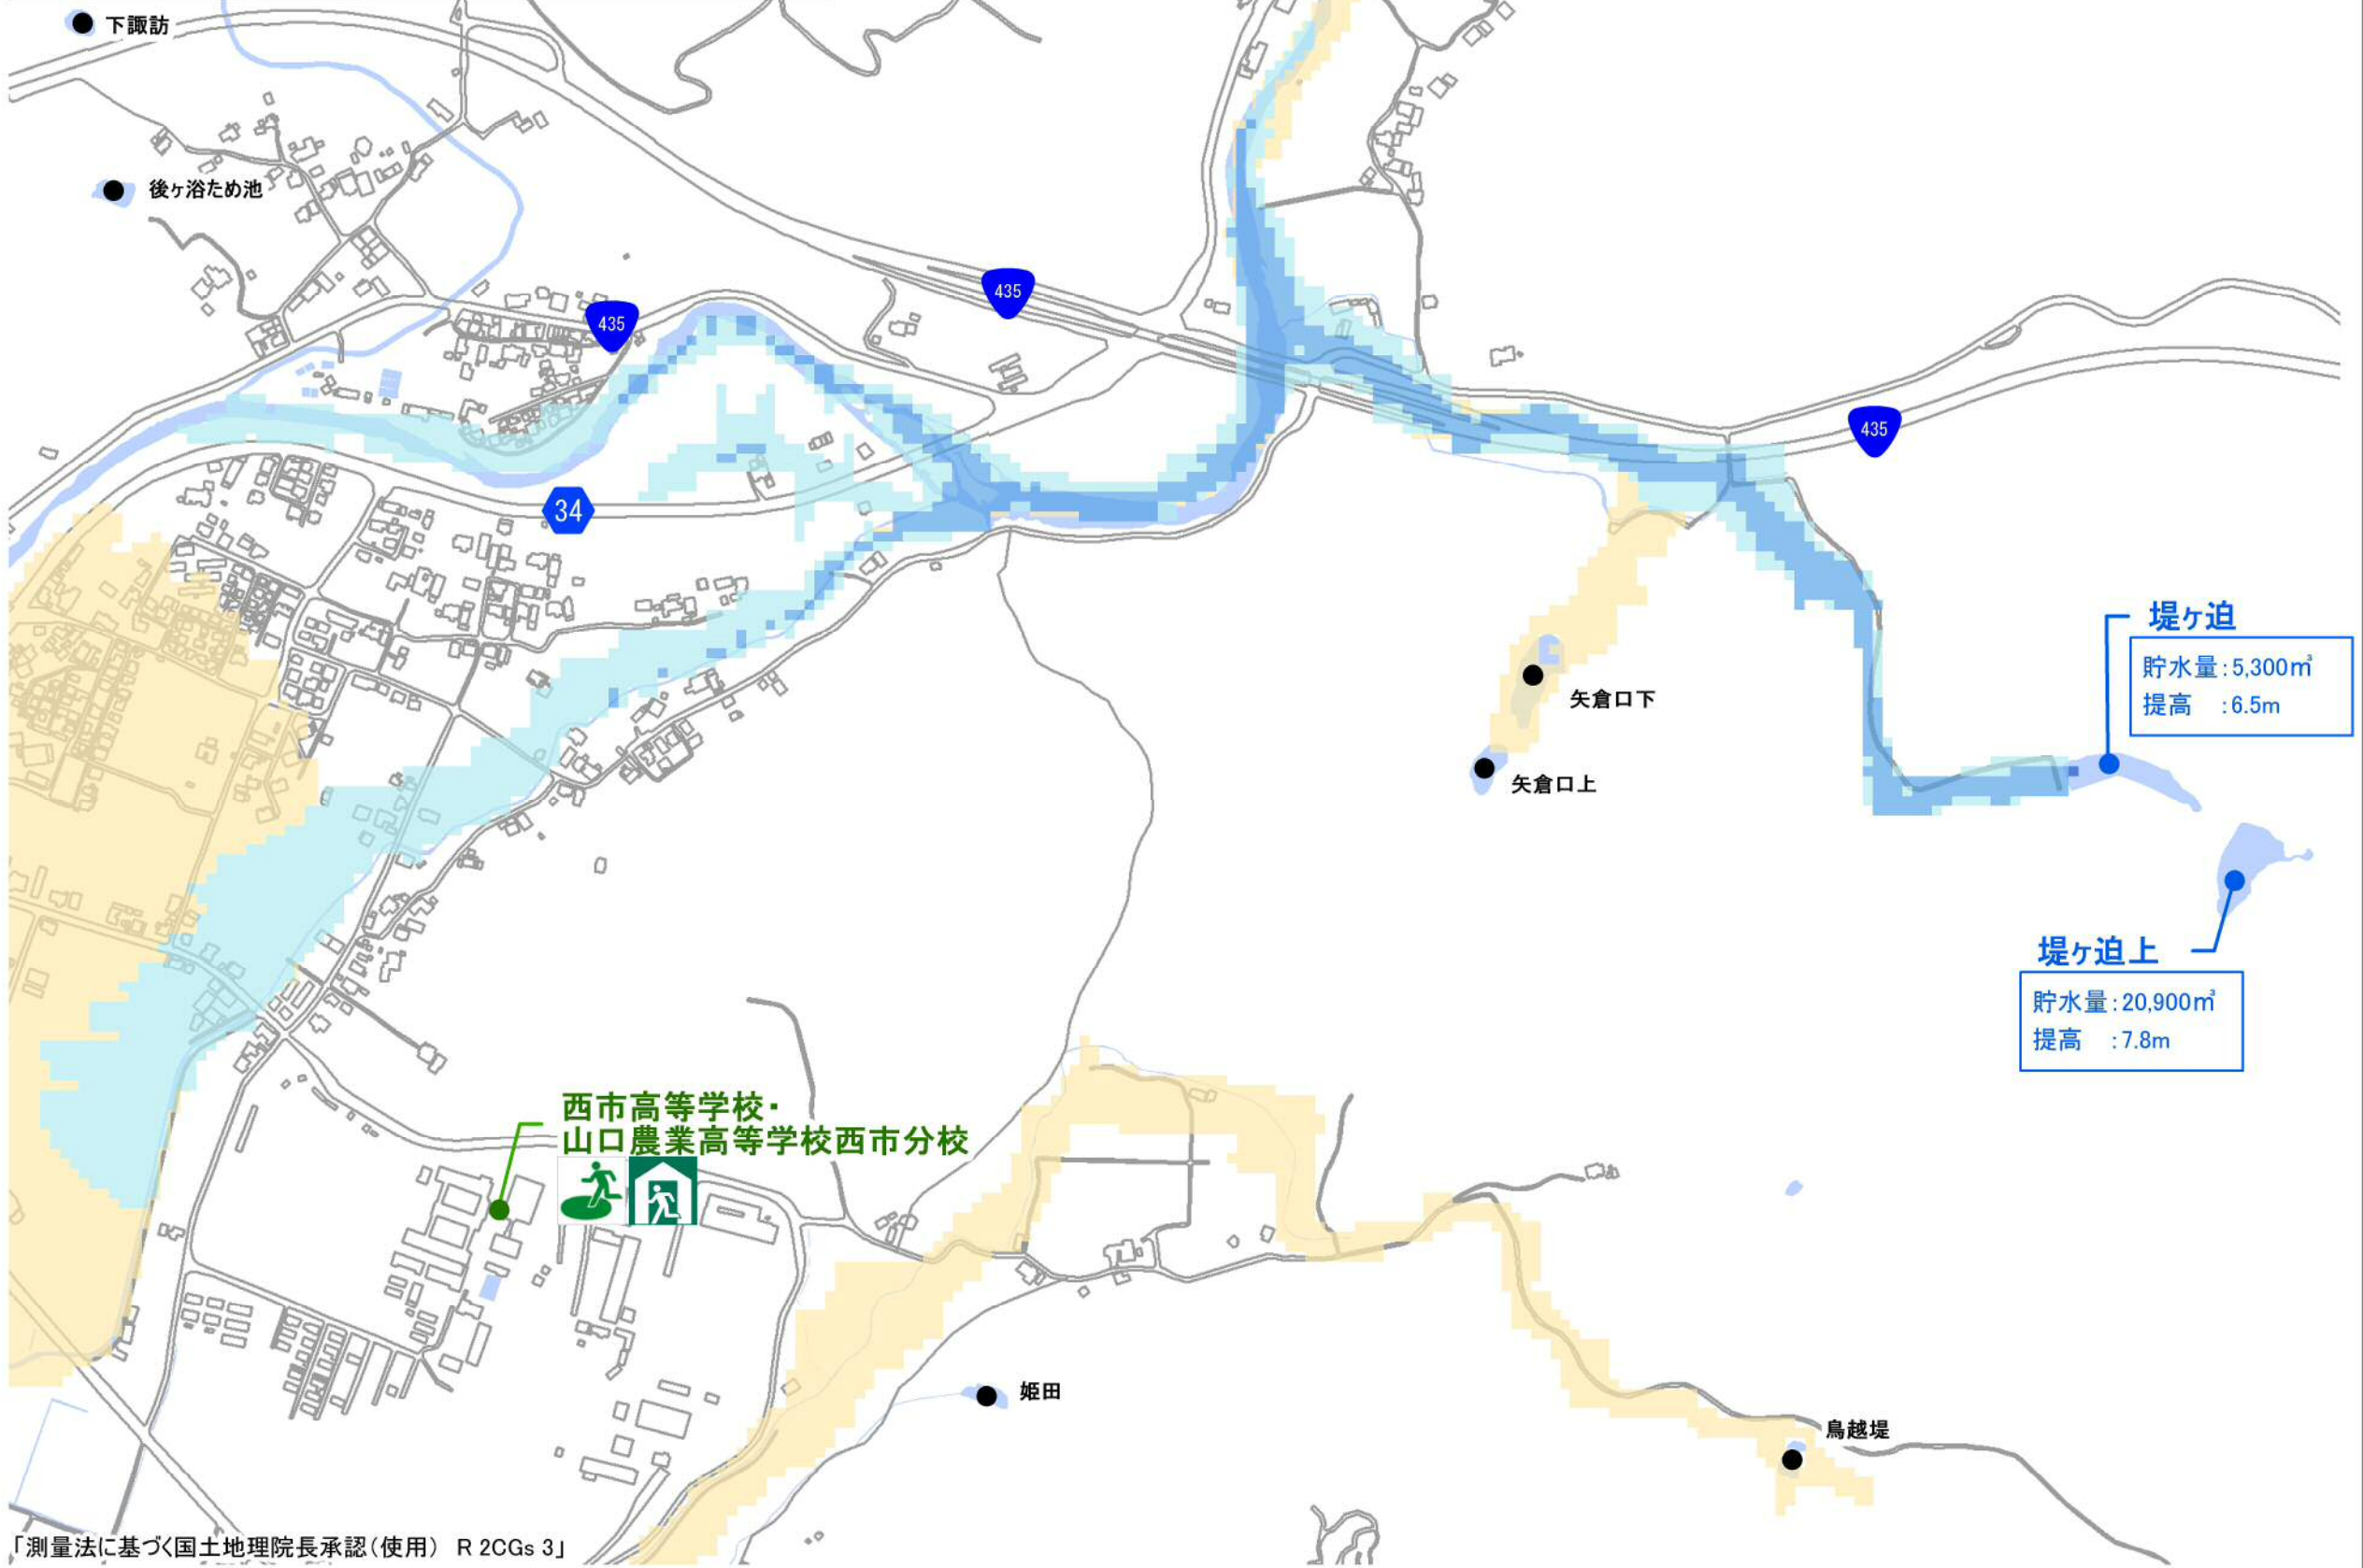 下諏訪
後ヶ浴ため池
435
435
435
34
堤ヶ迫
貯水量:5,300㎥
提高 :6.5m
矢倉口下
矢倉口上
堤ヶ迫上
貯水量:20,900㎥
提高 :7.8m
西市高等学校・
山口農業高等学校西市分校
姫田
鳥越堤
「測量法に基づく国土地理院長承認(使用) R 2CGs 3」